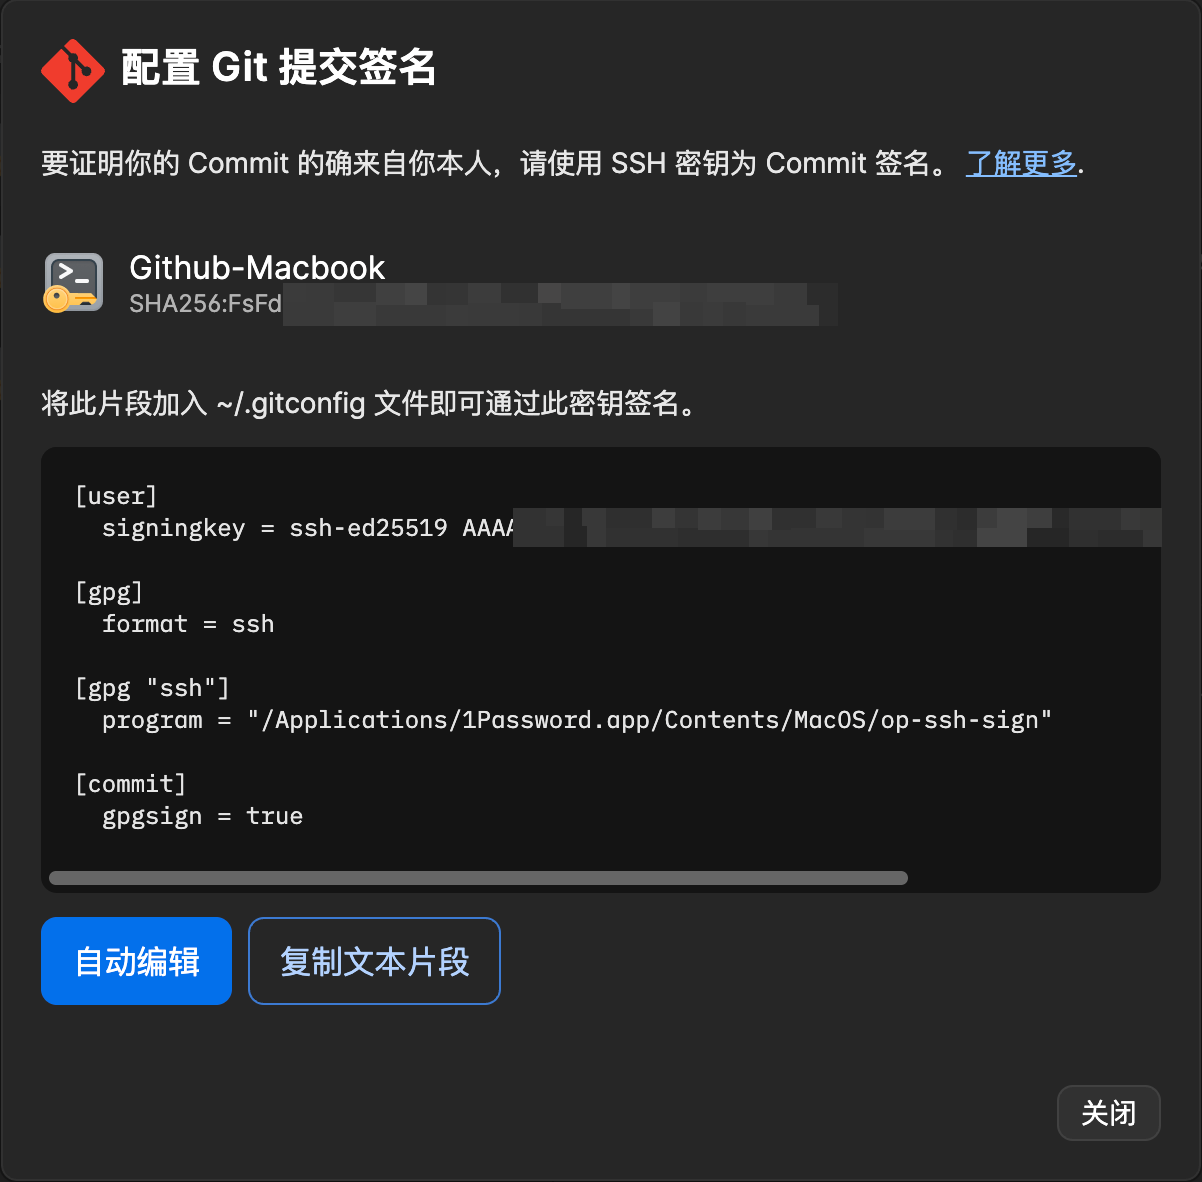 配置 Git 提交签名
要证明你的 Commit 的确来自你本人，请使用 SSH 密钥为 Commit 签名。 了解更多.
Github-Macbook
SHA256:FsFd
将此片段加入 ~/.gitconfig 文件即可通过此密钥签名。
[user]
signingkey = ssh-ed25519 AAAA
[gpg]
format = ssh
[gpg "ssh"]
program = "/Applications/1Password.app/Contents/MacOS/op-ssh-sign"
[commit]
gpgsign = true
自动编辑 复制文本片段
关闭